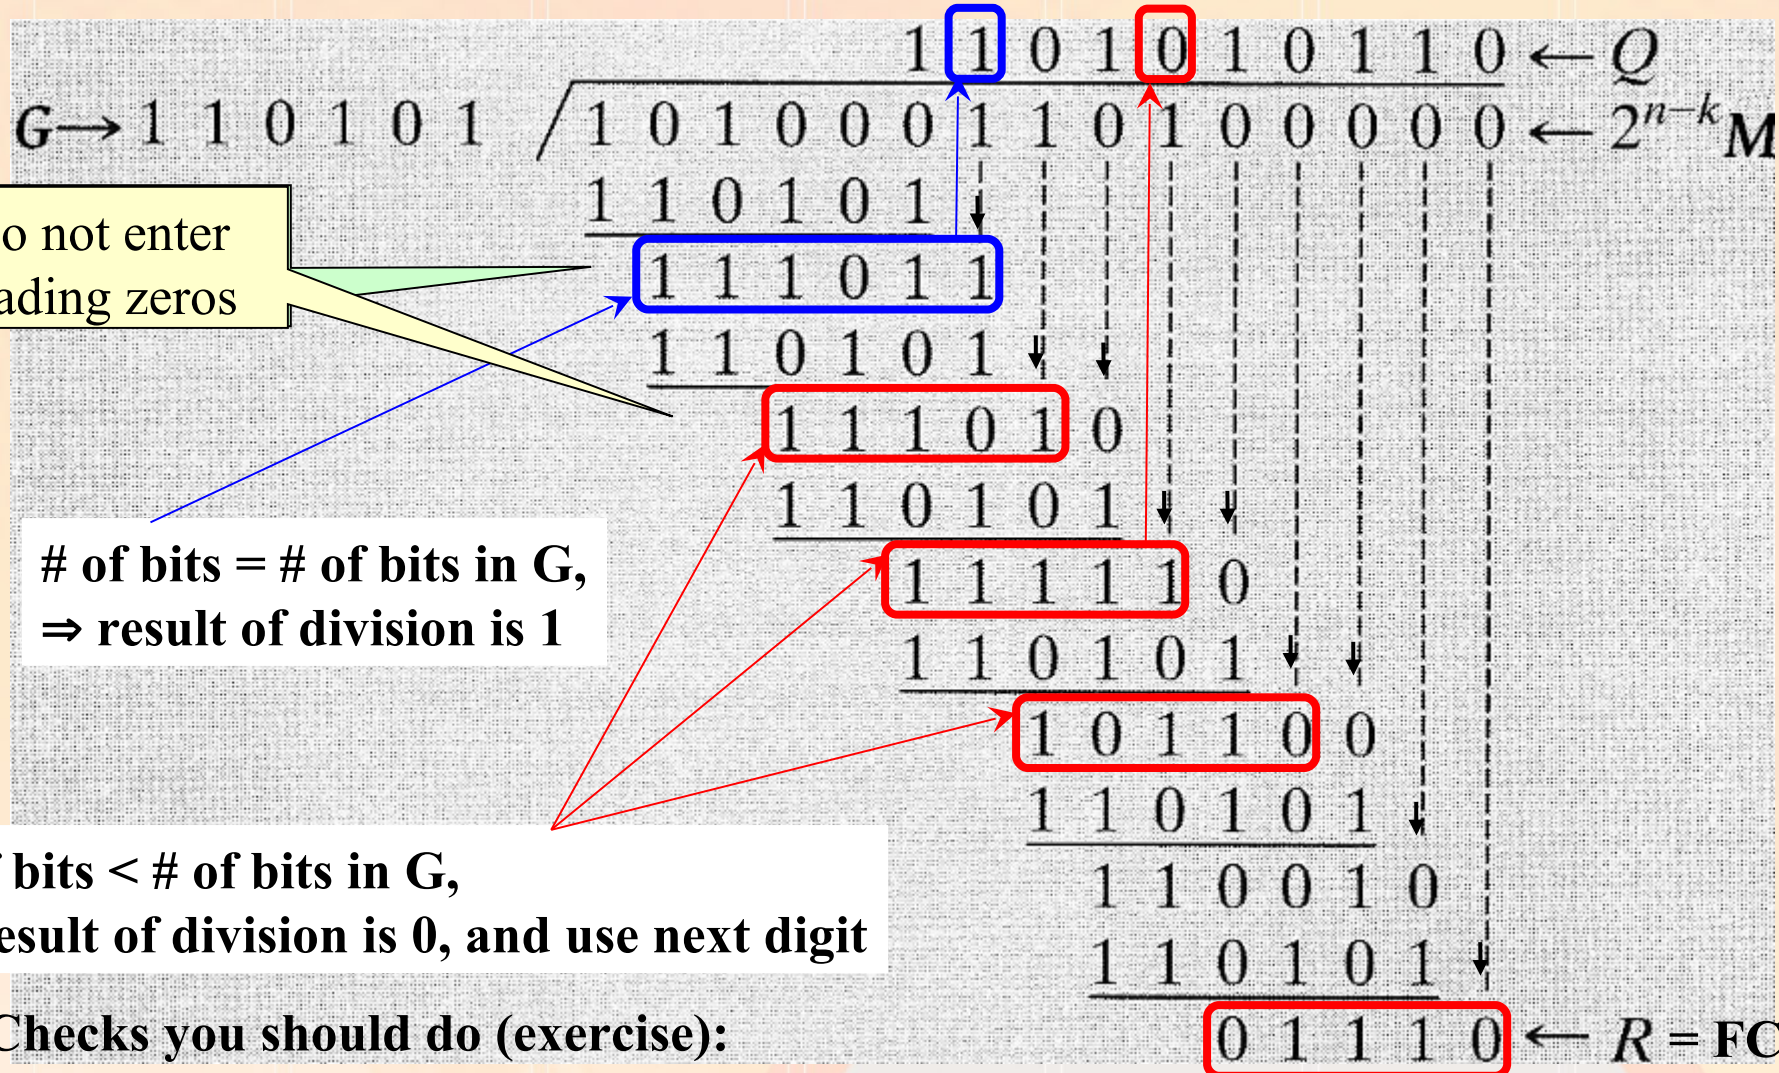 1 1 0 1 0 1 0 1 1 0 ← Q
G→ 1 1 0 1 0 1 1 0 1 0 0 0 1 1 0 1 0 0 0 0 0 ← 2^{n−k}M
1 1 0 1 0 1
o not enter
ading zeros
1 1 1 0 1 1
1 1 0 1 0 1
1 1 1 0 1 0
1 1 0 1 0 1
# of bits = # of bits in G,
⇒ result of division is 1
1 1 1 1 1 0
1 1 0 1 0 1
1 0 1 1 0 0
1 1 0 1 0 1
bits < # of bits in G,
esult of division is 0, and use next digit
1 1 0 0 1 0
1 1 0 1 0 1
Checks you should do (exercise):
0 1 1 1 0 ← R = FC